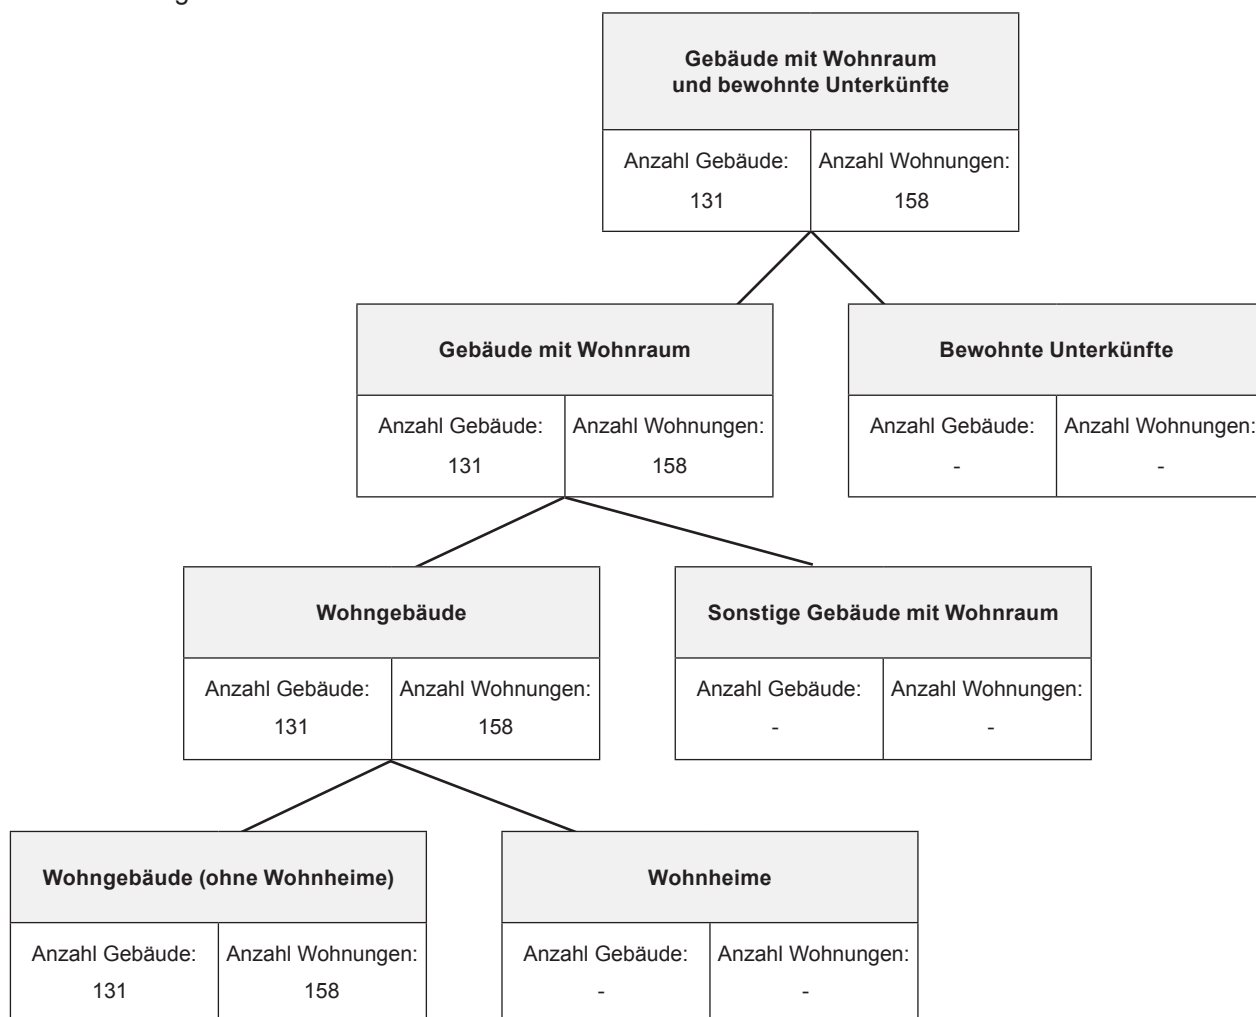 Gebäude mit Wohnraum
und bewohnte Unterkünfte
Anzahl Gebäude: Anzahl Wohnungen:
131 158
Gebäude mit Wohnraum Bewohnte Unterkünfte
Anzahl Gebäude: Anzahl Wohnungen: Anzahl Gebäude: Anzahl Wohnungen:
131 158 - -
Wohngebäude Sonstige Gebäude mit Wohnraum
Anzahl Gebäude: Anzahl Wohnungen: Anzahl Gebäude: Anzahl Wohnungen:
131 158 - -
Wohngebäude (ohne Wohnheime) Wohnheime
Anzahl Gebäude: Anzahl Wohnungen: Anzahl Gebäude: Anzahl Wohnungen:
131 158 - -